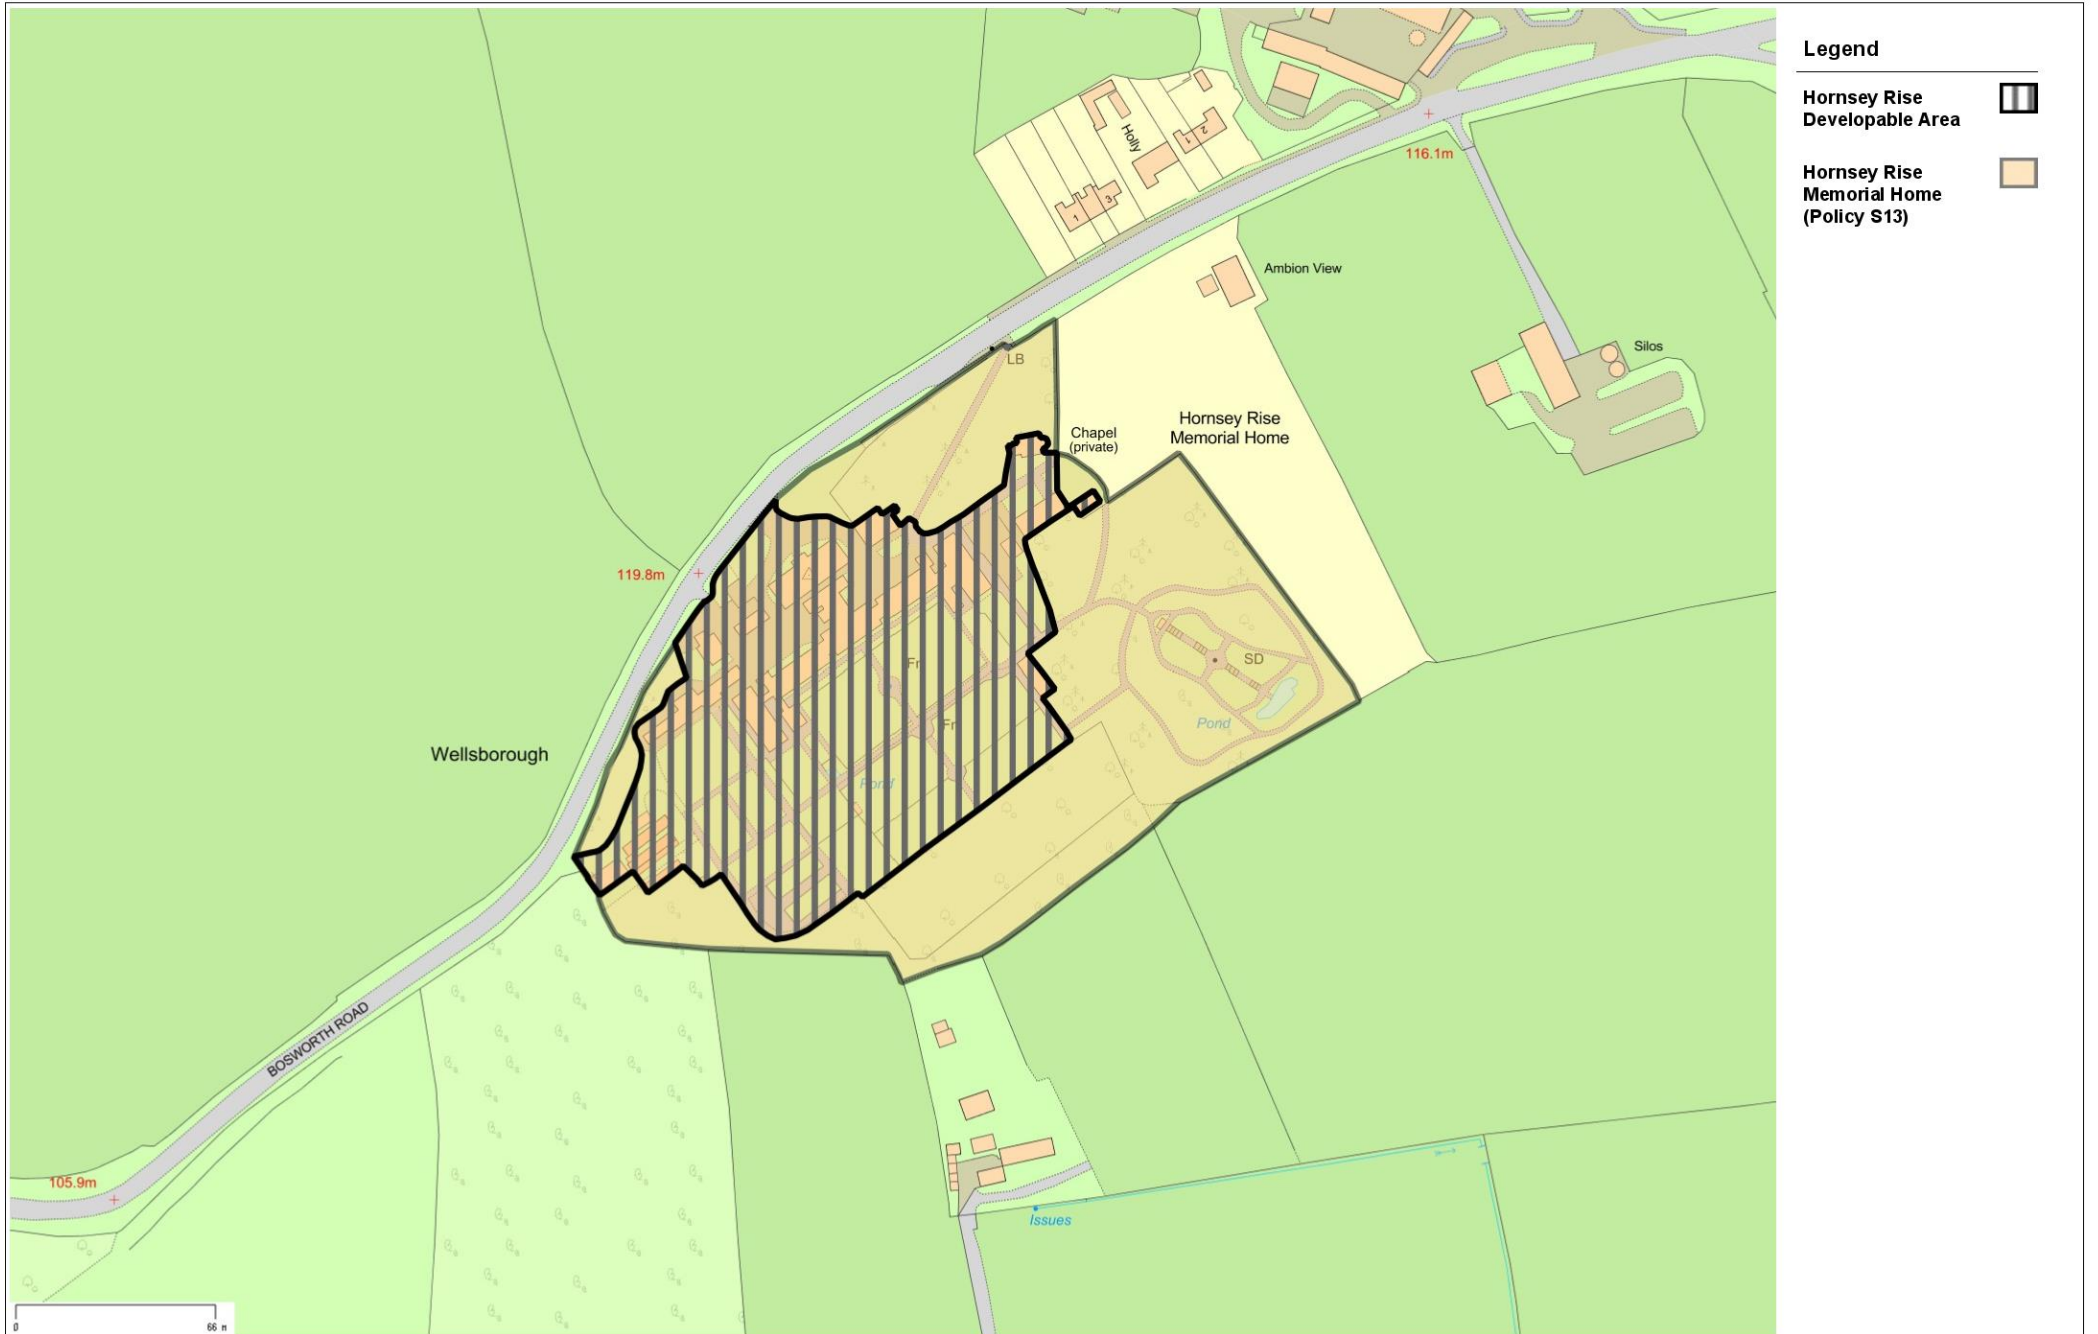 Legend
Hornsey Rise
Developable Area
Hornsey Rise
Memorial Home
(Policy S13)
Holly
1
2
1
3
116.1m
Ambion View
Silos
LB
Hornsey Rise
Memorial Home
Chapel
(private)
119.8m
Fr
SD
Fr
Pond
Wellsborough
Pond
BOSWORTH ROAD
105.9m
Issues
0
66 m